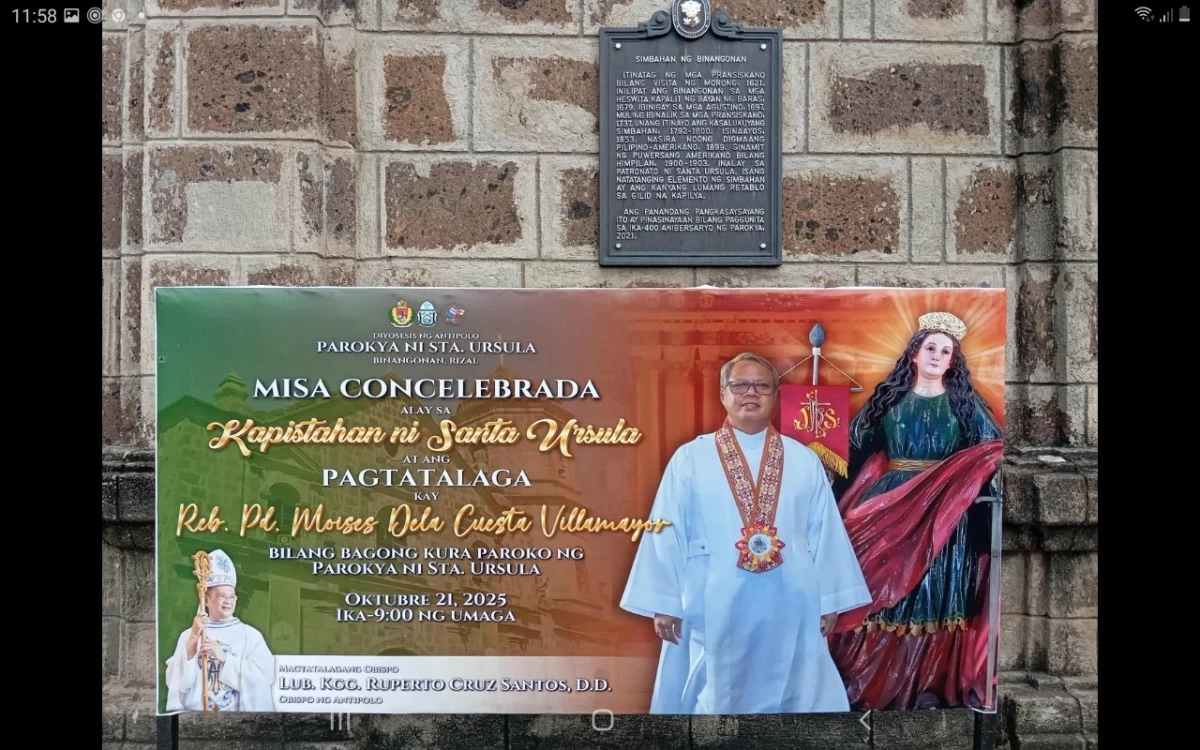 11:58
SIMBAHAN NG BINANGONAN
ITINATAG NG MGA PRANSISKANO
BILANG VISITA NG MORONG, 1621.
INILIPAT ANG BINANGONAN SA MGA
HESWITA KAPALIT NG BAYAN NG BARAS,
1679. IBINIGAY SA MGA AGUSTINO, 1697.
MULING IBINALIK SA MGA PRANSISKANO,
1737. UNANG ITINAYO ANG KASALUKUYANG
SIMBAHAN, 1792-1800. ISINAAYOS,
1853. NASIRA NOONG DIGMAANG
PILIPINO-AMERIKANO, 1899. GINAMIT
NG PUWERSANG AMERIKANO BILANG
HIMPILAN, 1900-1903. INALAY SA
PATRONATO NI SANTA URSULA. ISANG
NATATANGING ELEMENTO NG SIMBAHAN
AY ANG KANYANG LUMANG RETABLO
SA GILID NA KAPILYA.
ANG PANANDANG PANGKASAYSAYANG
ITO AY PINASINAYAAN BILANG PAGGUNITA
SA IKA-400 ANIBERSARYO NG PAROKYA,
2021.
DIYOSESIS NG ANTIPOLO
PAROKYA NI STA. URSULA
BINANGONAN, RIZAL
MISA CONCELEBRADA
ALAY SA
Kapistahan ni Santa Ursula
AT ANG
PAGTATALAGA
KAY
Reb. Pd. Moises Dela Cuesta Villamayor
BILANG BAGONG KURA PAROKO NG
PAROKYA NI STA. URSULA
OKTUBRE 21, 2025
IKA-9:00 NG UMAGA
MAGTATALAGANG OBISPO
LUB. KGG. RUPERTO CRUZ SANTOS, D.D.
OBISPO NG ANTIPOLO
JHS